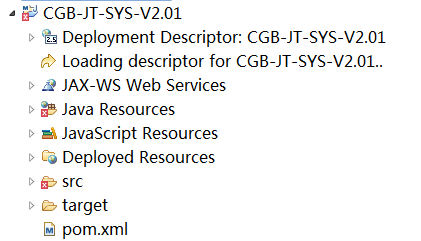 CGB-JT-SYS-V2.01
Deployment Descriptor: CGB-JT-SYS-V2.01
Loading descriptor for CGB-JT-SYS-V2.01..
JAX-WS Web Services
Java Resources
JavaScript Resources
Deployed Resources
src
target
pom.xml